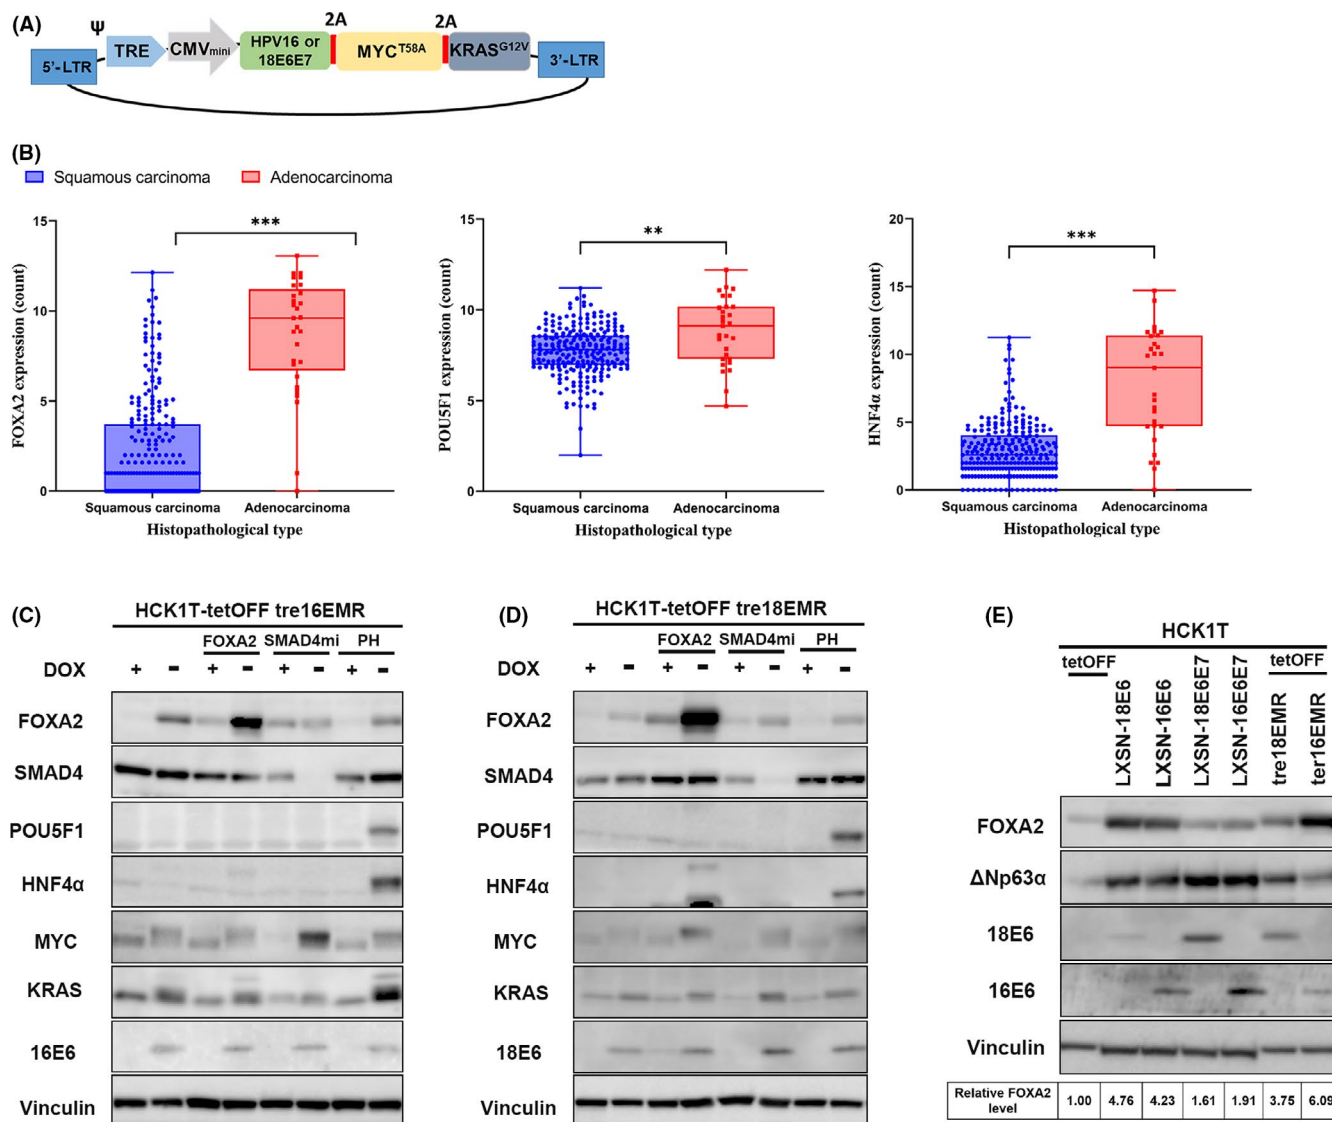 (A)
Ψ
2A
2A
5'-LTR
TRE
CMVmini
HPV16 or
18E6E7
MYCT58A
KRASG12V
3'-LTR
(B)
Squamous carcinoma
Adenocarcinoma
FOXA2 expression (count)
15
10
5
0
***
Squamous carcinoma
Adenocarcinoma
Histopathological type
POU5F1 expression (count)
15
10
5
0
**
Squamous carcinoma
Adenocarcinoma
Histopathological type
HNF4α expression (count)
20
15
10
5
0
***
Squamous carcinoma
Adenocarcinoma
Histopathological type
(C)
HCK1T-tetOFF tre16EMR
FOXA2 SMAD4mi PH
DOX + - + - + - + -
FOXA2
SMAD4
POU5F1
HNF4α
MYC
KRAS
16E6
Vinculin
(D)
HCK1T-tetOFF tre18EMR
FOXA2 SMAD4mi PH
DOX + - + - + - + -
FOXA2
SMAD4
POU5F1
HNF4α
MYC
KRAS
18E6
Vinculin
(E)
HCK1T
tetOFF
LXSN-18E6
LXSN-16E6
LXSN-18E6E7
LXSN-16E6E7
tetOFF
tre18EMR
ter16EMR
FOXA2
ΔNp63α
18E6
16E6
Vinculin
Relative FOXA2
level
1.00 4.76 4.23 1.61 1.91 3.75 6.09